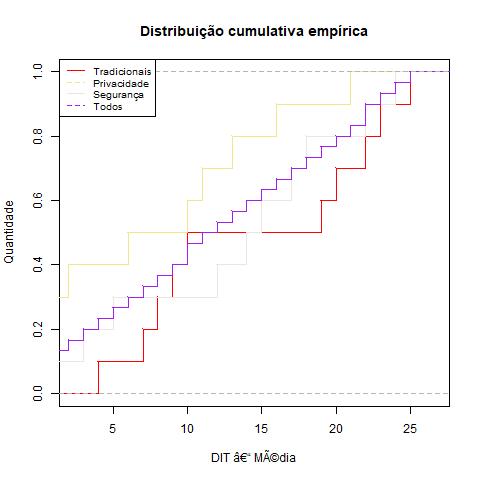 Distribuição cumulativa empírica
Tradicionais
Privacidade
Segurança
Todos
Quantidade
1.0
0.8
0.6
0.4
0.2
0.0
5 10 15 20 25
DIT â€“ MÃ©dia